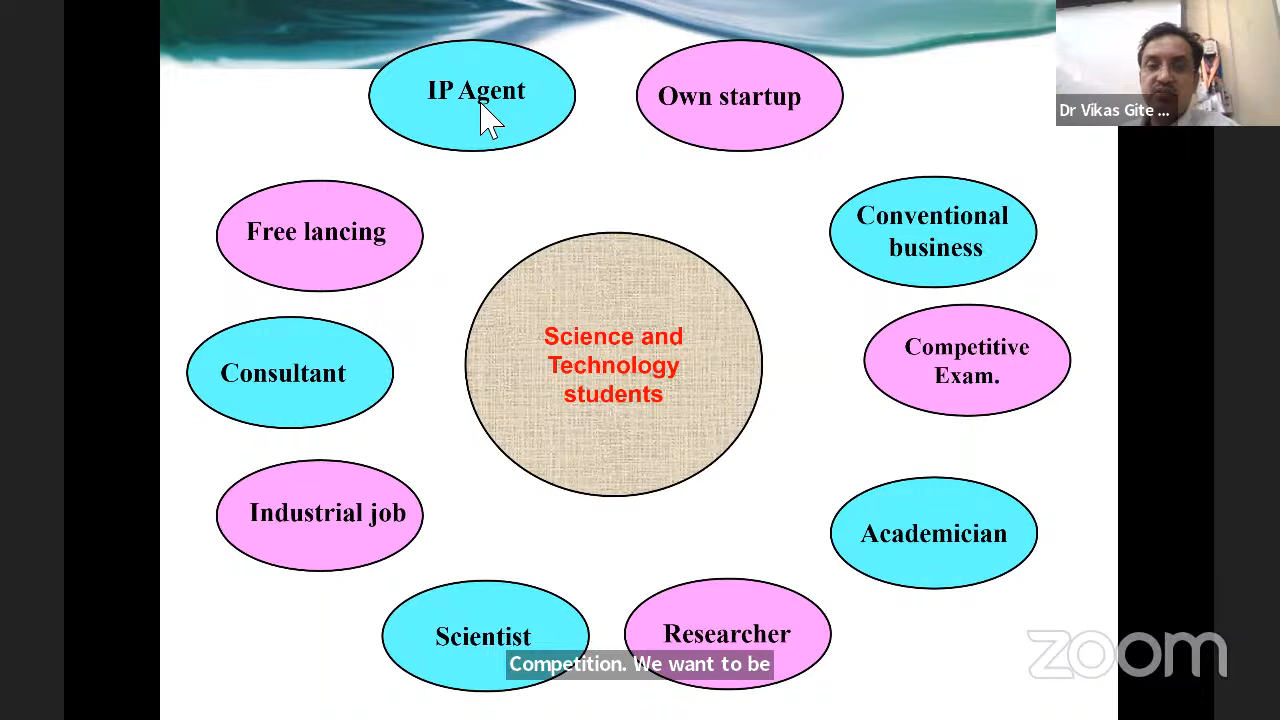 IP Agent
Own startup
Dr Vikas Gite ...
Free lancing
Conventional
business
Science and
Technology
students
Competitive
Exam.
Consultant
Industrial job
Academician
Scientist
Researcher
Competition. We want to be
zoom